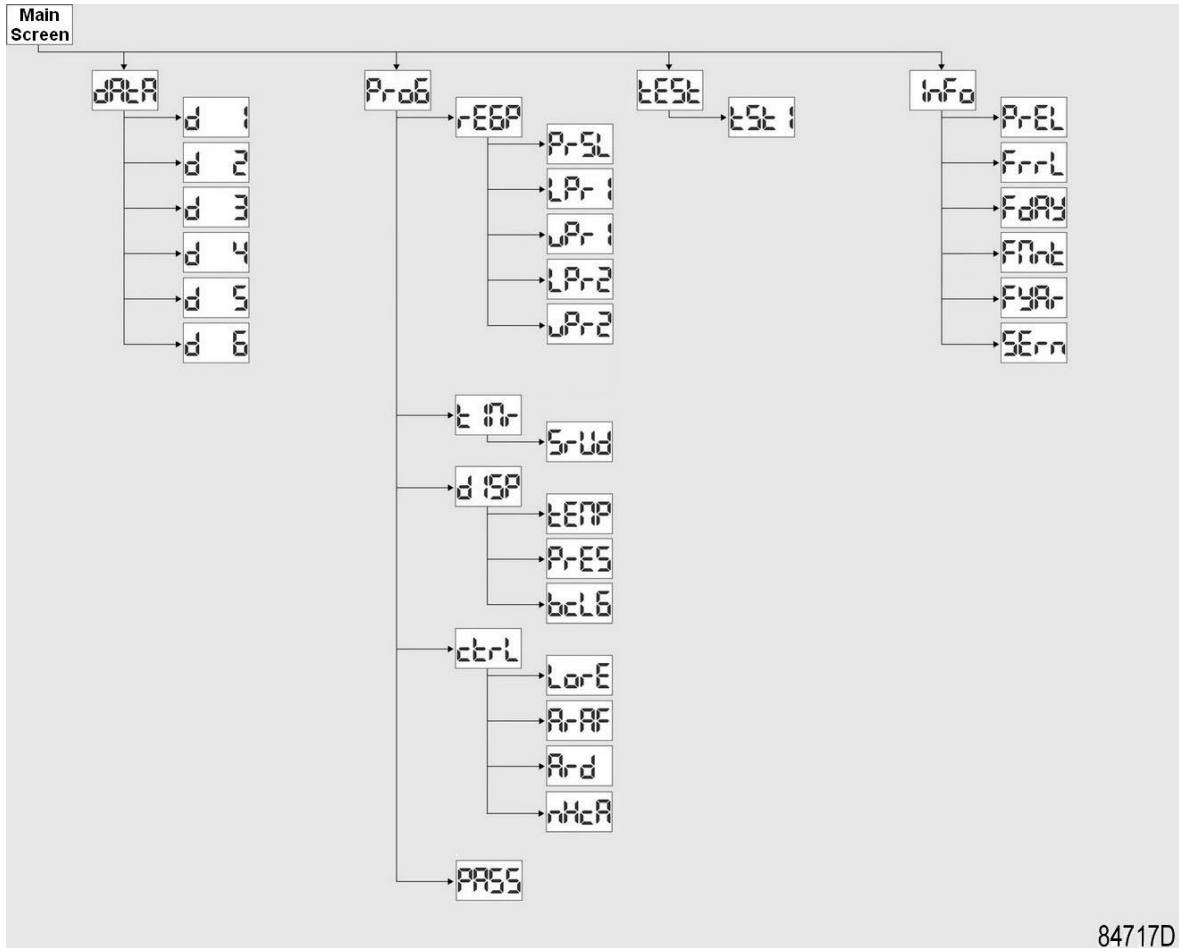 Main
Screen
dAtA
d 1
d 2
d 3
d 4
d 5
d 6
ProG
rEGP
PrSL
LPr1
uPr1
LPr2
uPr2
tIMr
SrUd
dISP
tEMP
PrES
bcLG
ctrL
LorE
ArAF
Ard
nHcA
PASS
tESt
tSt1
InFo
PrEL
FrrL
FdAY
FMnt
FYAr
SErn
84717D